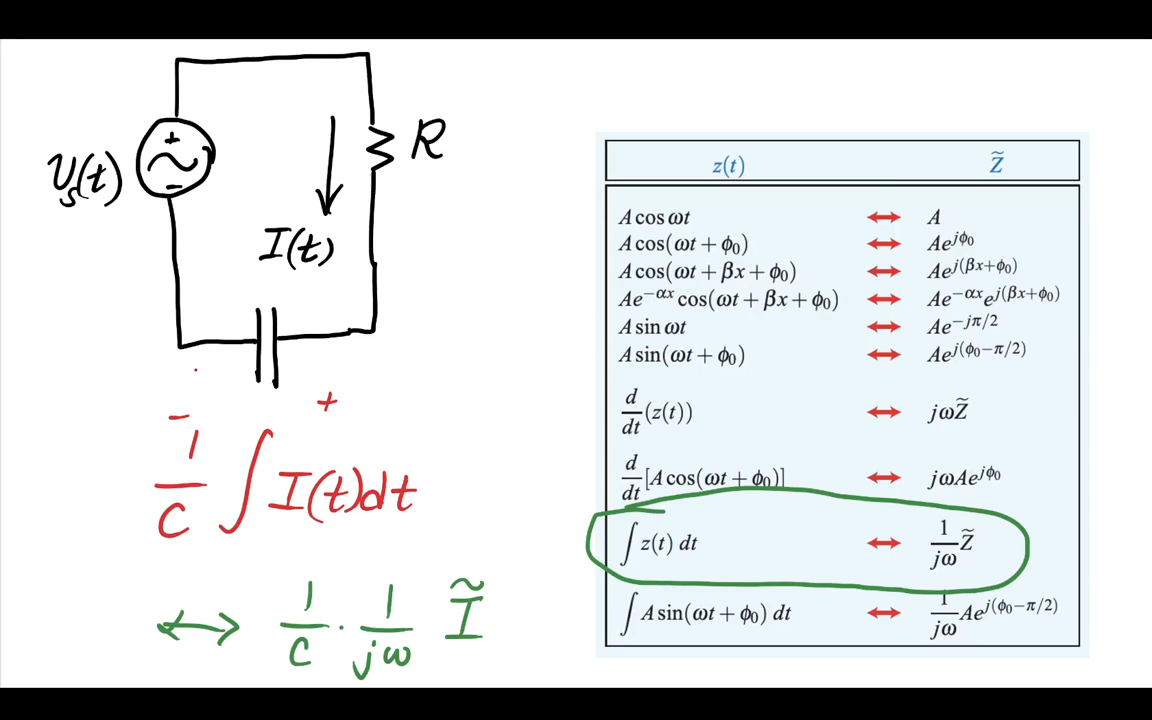 υₛ(t)
+
−
R
I(t)
− +
1/C ∫ I(t)dt
↔ 1/C · 1/jω Ĩ
z(t) Z̃
A cos ωt ↔ A
A cos(ωt + ϕ₀) ↔ Ae^{jϕ₀}
A cos(ωt + βx + ϕ₀) ↔ Ae^{j(βx+ϕ₀)}
Ae^{−αx} cos(ωt + βx + ϕ₀) ↔ Ae^{−αx}e^{j(βx+ϕ₀)}
A sin ωt ↔ Ae^{−jπ/2}
A sin(ωt + ϕ₀) ↔ Ae^{j(ϕ₀−π/2)}
d/dt (z(t)) ↔ jωZ̃
d/dt [A cos(ωt + ϕ₀)] ↔ jωAe^{jϕ₀}
∫ z(t) dt ↔ 1/jω Z̃
∫ A sin(ωt + ϕ₀) dt ↔ 1/jω Ae^{j(ϕ₀−π/2)}